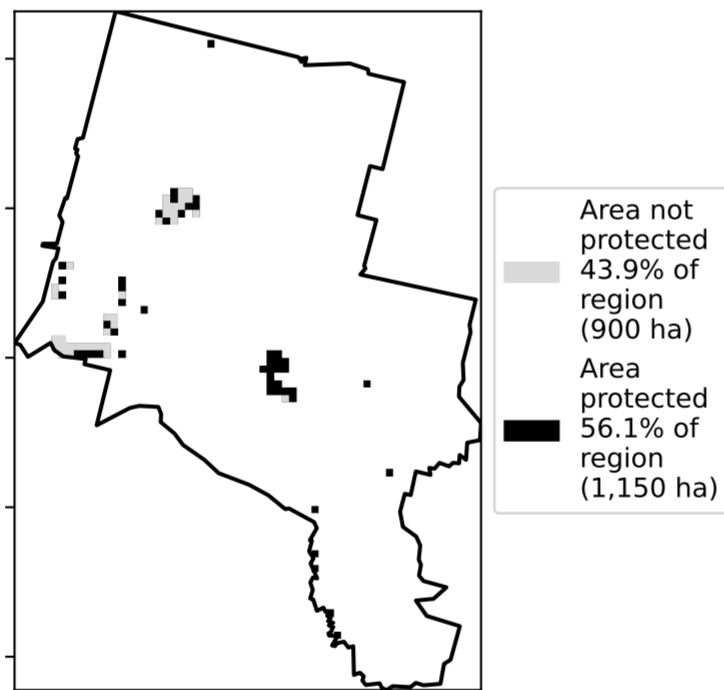 Area not
protected
43.9% of
region
(900 ha)
Area
protected
56.1% of
region
(1,150 ha)